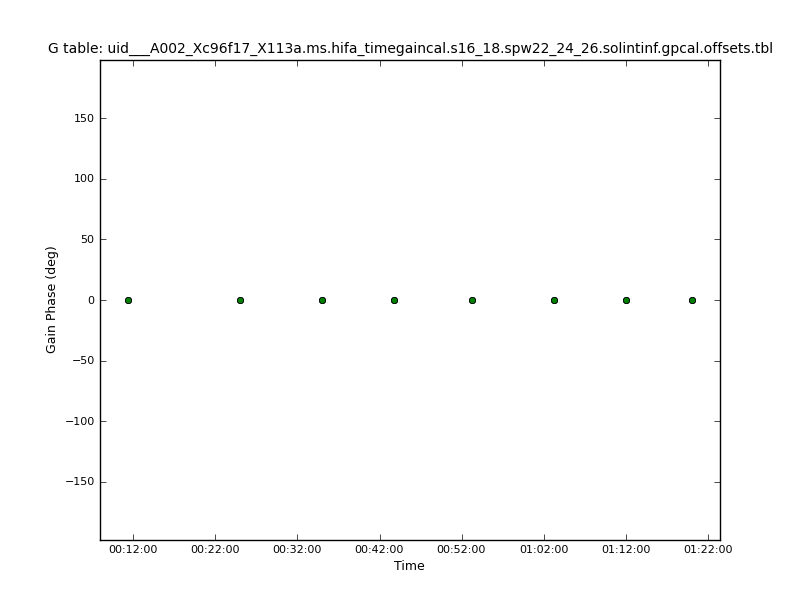 G table: uid___A002_Xc96f17_X113a.ms.hifa_timegaincal.s16_18.spw22_24_26.solintinf.gpcal.offsets.tbl
150
100
50
0
−50
−100
−150
Gain Phase (deg)
00:12:00 00:22:00 00:32:00 00:42:00 00:52:00 01:02:00 01:12:00 01:22:00
Time